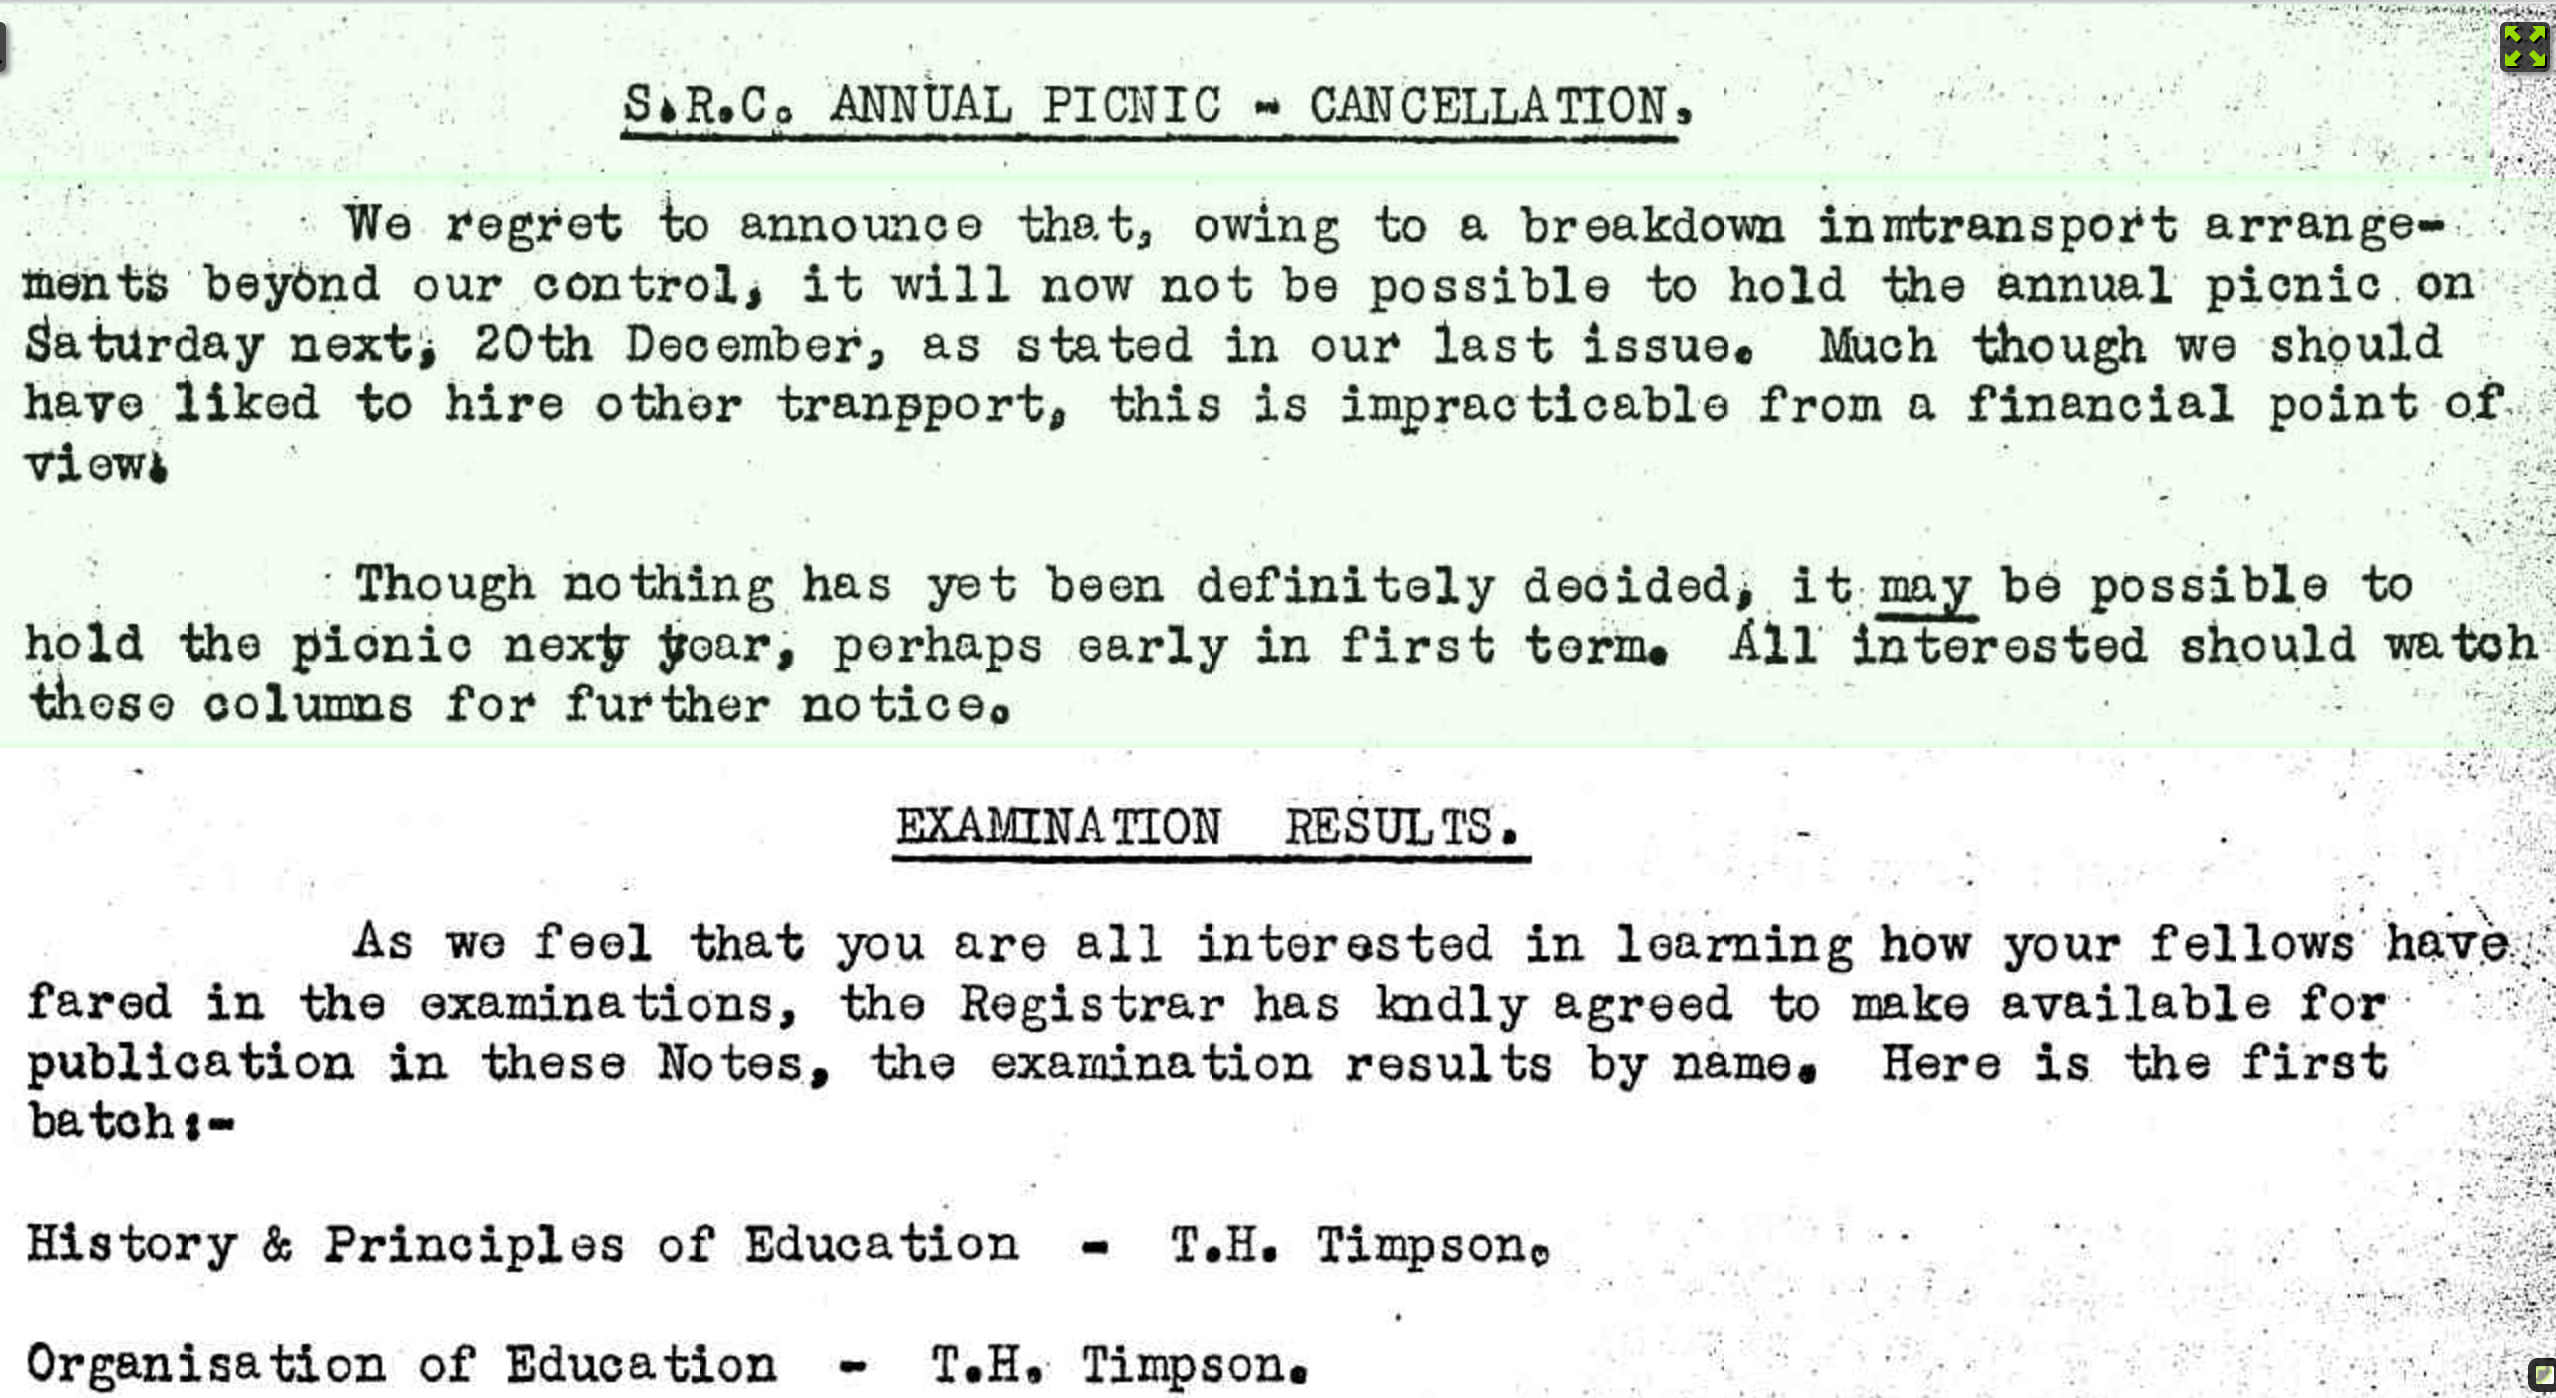 S.R.C. ANNUAL PICNIC - CANCELLATION.
We regret to announce that, owing to a breakdown inmtransport arrange-
ments beyond our control, it will now not be possible to hold the annual picnic on
Saturday next, 20th December, as stated in our last issue. Much though we should
have liked to hire other tranpport, this is impracticable from a financial point of
view.
Though nothing has yet been definitely decided, it may be possible to
hold the picnic next year, perhaps early in first term. All interested should watch
these columns for further notice.
EXAMINATION RESULTS.
As we feel that you are all interested in learning how your fellows have
fared in the examinations, the Registrar has kndly agreed to make available for
publication in these Notes, the examination results by name. Here is the first
batch:-
History & Principles of Education - T.H. Timpson.
Organisation of Education - T.H. Timpson.